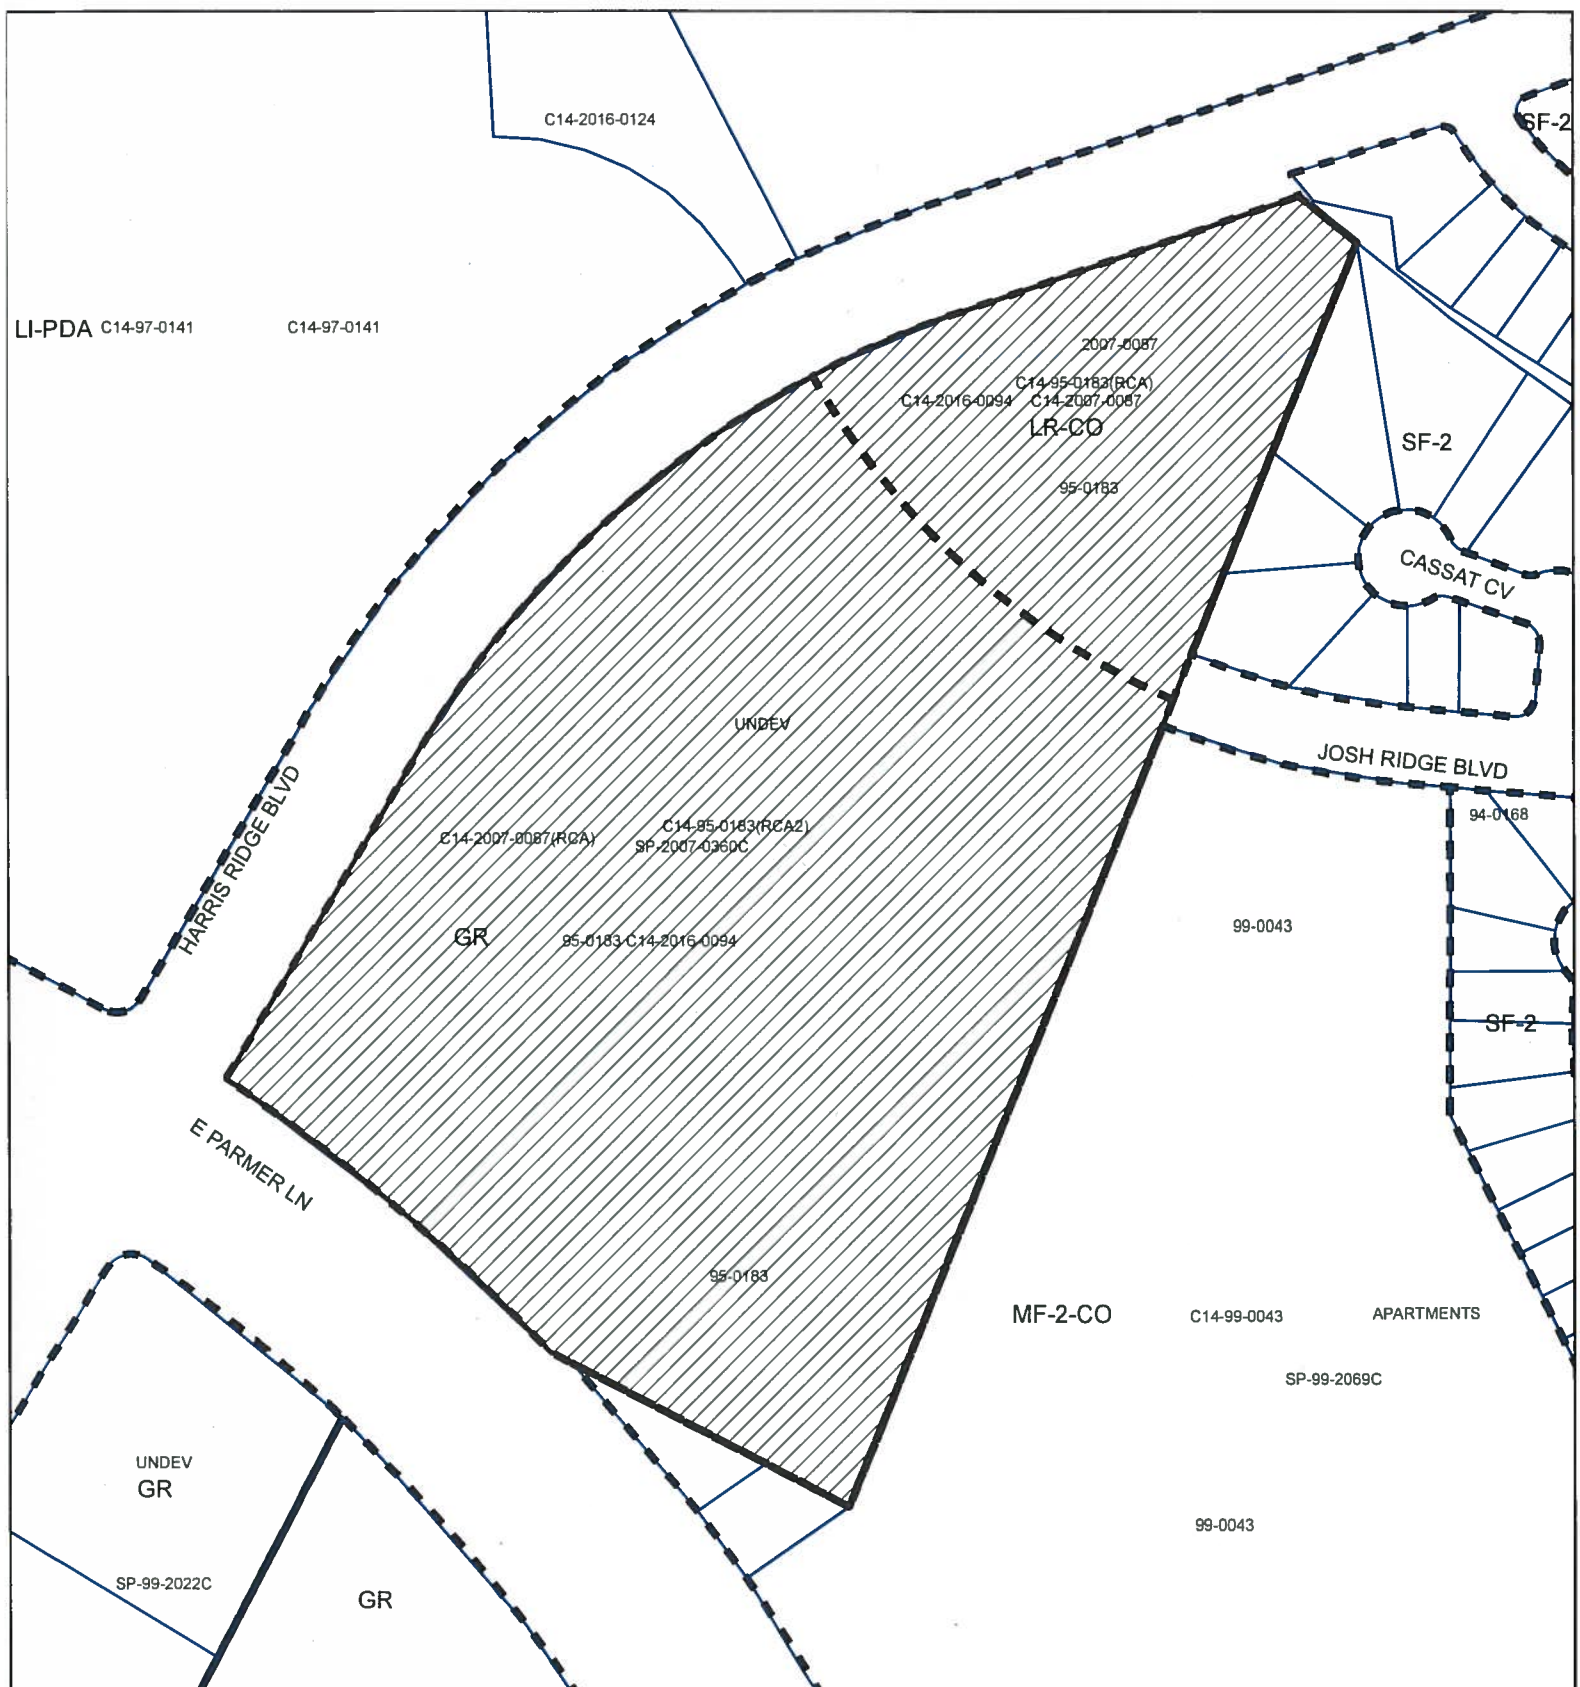 C14-2016-0124
SF-2
LI-PDA C14-97-0141
C14-97-0141
2007-0087
C14-95-0183(RCA)
C14-2016-0094 C14-2007-0087
LR-CO
SF-2
95-0183
CASSAT CV
UNDEV
JOSH RIDGE BLVD
94-0168
HARRIS RIDGE BLVD
C14-95-0183(RCA2)
C14-2007-0087(RCA)
SP-2007-0360C
99-0043
GR
95-0183 C14-2016-0094
SF-2
E PARMER LN
95-0183
MF-2-CO
C14-99-0043
APARTMENTS
SP-99-2069C
UNDEV
GR
99-0043
SP-99-2022C
GR